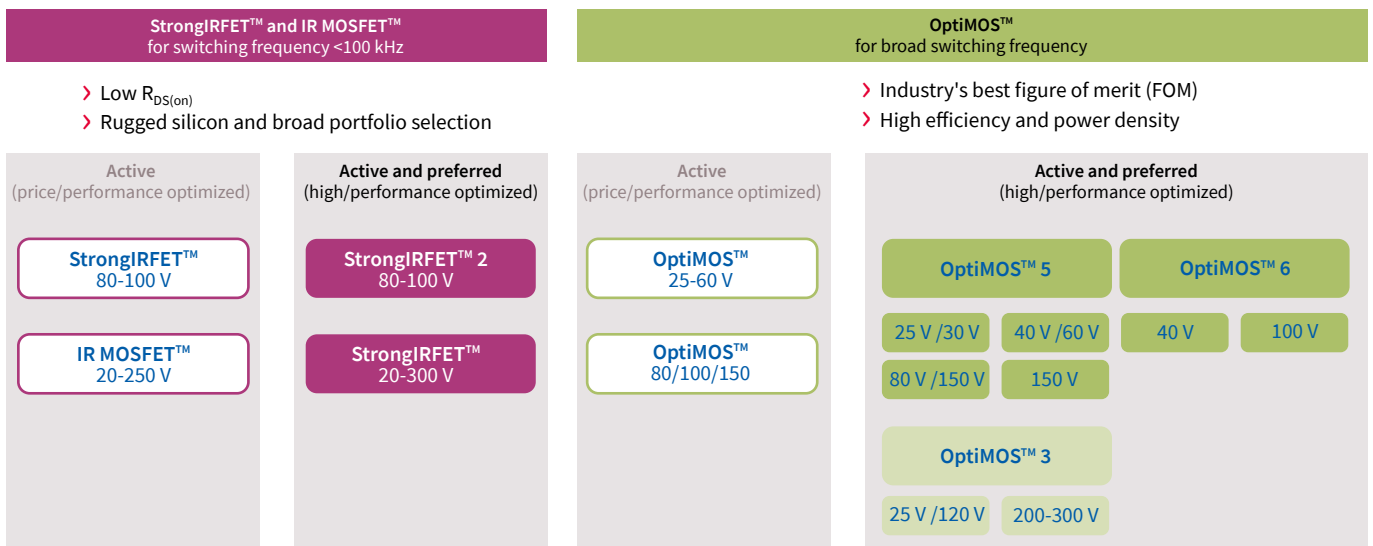 StrongIRFET™ and IR MOSFET™
for switching frequency <100 kHz
> Low RDS(on)
> Rugged silicon and broad portfolio selection
Active
(price/performance optimized)
StrongIRFET™
80-100 V
IR MOSFET™
20-250 V
Active and preferred
(high/performance optimized)
StrongIRFET™ 2
80-100 V
StrongIRFET™
20-300 V
OptiMOS™
for broad switching frequency
> Industry's best figure of merit (FOM)
> High efficiency and power density
Active
(price/performance optimized)
OptiMOS™
25-60 V
OptiMOS™
80/100/150
Active and preferred
(high/performance optimized)
OptiMOS™ 5
25 V /30 V
40 V /60 V
80 V /150 V
150 V
OptiMOS™ 6
40 V
100 V
OptiMOS™ 3
25 V /120 V
200-300 V